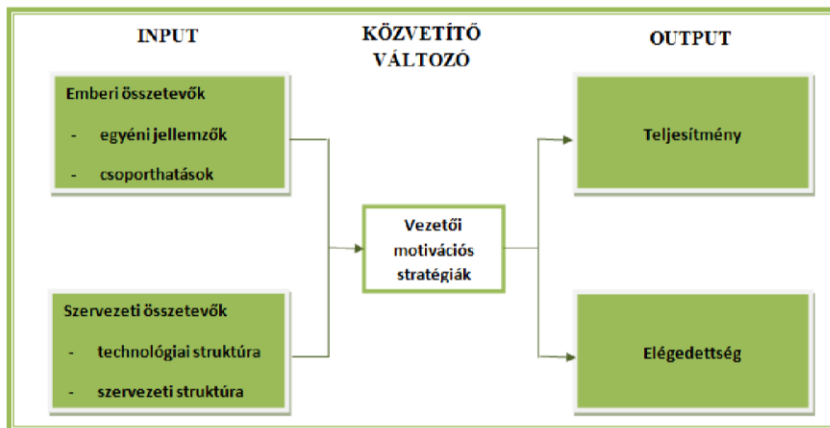 INPUT
KÖZVETÍTŐ
VÁLTOZÓ
OUTPUT
Emberi összetevők
- egyéni jellemzők
- csoporthatások
Szervezeti összetevők
- technológiai struktúra
- szervezeti struktúra
Vezetői
motivációs
stratégiák
Teljesítmény
Elégedettség